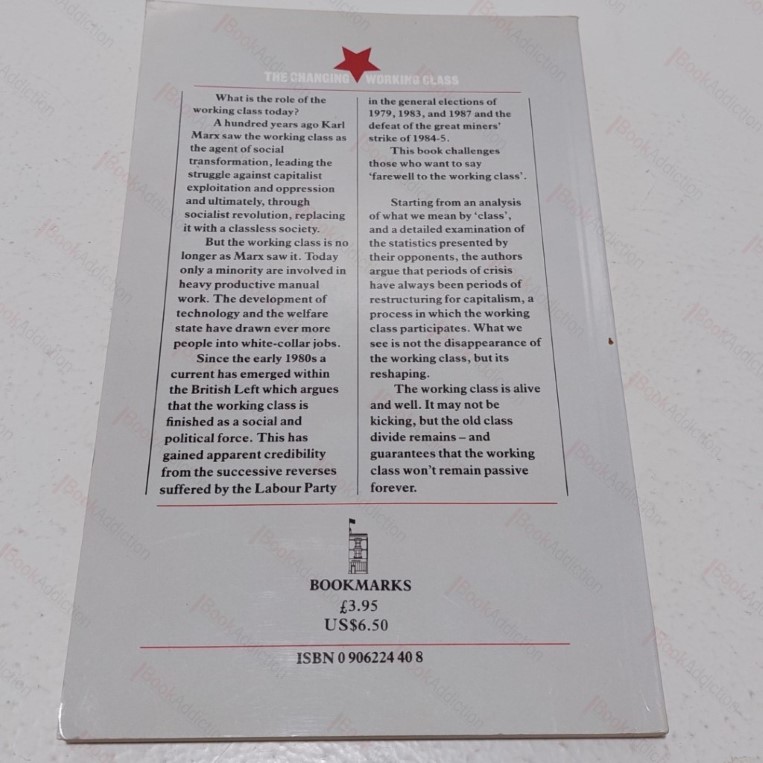 THE CHANGING WORKING CLASS
What is the role of the
working class today?
A hundred years ago Karl
Marx saw the working class as
the agent of social
transformation, leading the
struggle against capitalist
exploitation and oppression
and ultimately, through
socialist revolution, replacing
it with a classless society.
But the working class is no
longer as Marx saw it. Today
only a minority are involved in
heavy productive manual
work. The development of
technology and the welfare
state have drawn ever more
people into white-collar jobs.
Since the early 1980s a
current has emerged within
the British Left which argues
that the working class is
finished as a social and
political force. This has
gained apparent credibility
from the successive reverses
suffered by the Labour Party
in the general elections of
1979, 1983, and 1987 and the
defeat of the great miners'
strike of 1984-5.
This book challenges
those who want to say
'farewell to the working class'.
Starting from an analysis
of what we mean by 'class',
and a detailed examination of
the statistics presented by
their opponents, the authors
argue that periods of crisis
have always been periods of
restructuring for capitalism, a
process in which the working
class participates. What we
see is not the disappearance of
the working class, but its
reshaping.
The working class is alive
and well. It may not be
kicking, but the old class
divide remains – and
guarantees that the working
class won't remain passive
forever.
BOOKMARKS
£3.95
US$6.50
ISBN 0 906224 40 8
BookAddiction